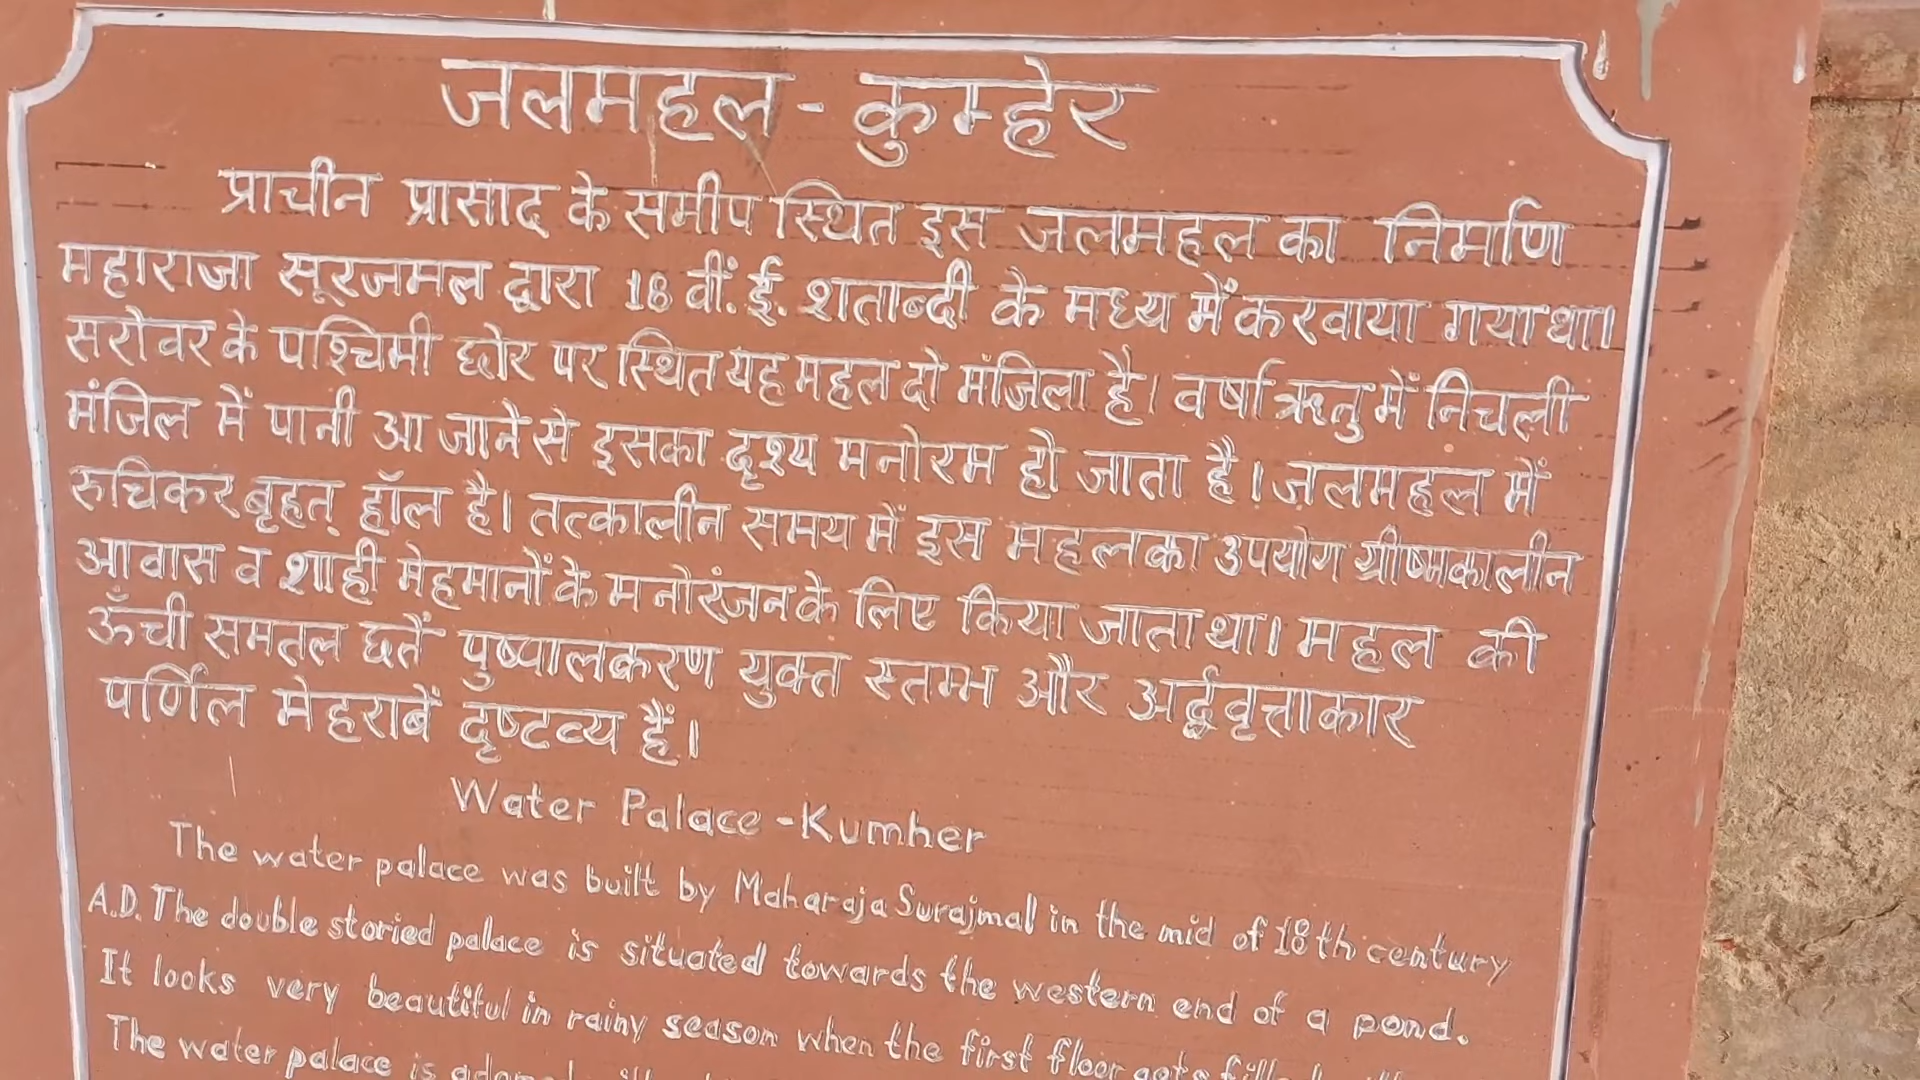 जलमहल - कुम्हेर
प्राचीन प्रासाद के समीप स्थित इस जलमहल का निर्माण
महाराजा सूरजमल द्वारा 18 वीं. ई. शताब्दी के मध्य में करवाया गया था।
सरोवर के पश्चिमी छोर पर स्थित यह महल दो मंजिला है। वर्षा ऋतु में निचली
मंजिल में पानी आ जाने से इसका दृश्य मनोरम हो जाता है। जलमहल में
रुचिकर बृहत् हॉल है। तत्कालीन समय में इस महल का उपयोग ग्रीष्मकालीन
आवास व शाही मेहमानों के मनोरंजन के लिए किया जाता था। महल की
ऊँची समतल छतें पुष्पालकरण युक्त स्तम्भ और अर्द्धवृत्ताकार
पर्णिल मेहराबें दृष्टव्य हैं।
Water Palace - Kumher
The water palace was built by Maharaja Surajmal in the mid of 18th century
A.D. The double storied palace is situated towards the western end of a pond.
It looks very beautiful in rainy season when the first floor gets
The water palace is